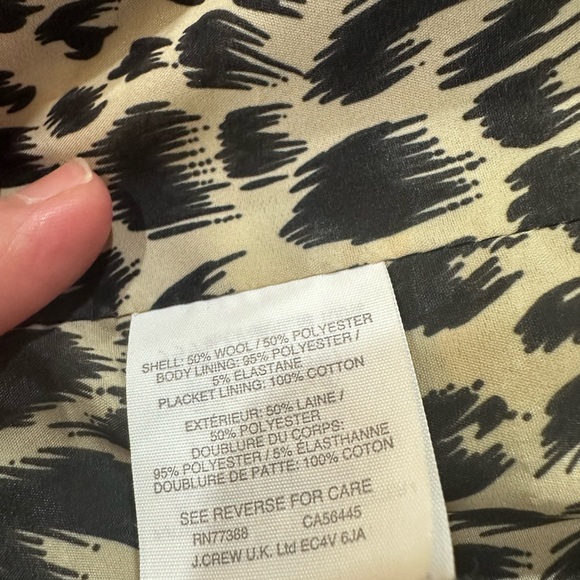 SHELL: 50% WOOL / 50% POLYESTER
BODY LINING: 95% POLYESTER /
5% ELASTANE
PLACKET LINING: 100% COTTON
EXTÉRIEUR: 50% LAINE /
50% POLYESTER
DOUBLURE DU CORPS:
95% POLYESTER / 5% ÉLASTHANNE
DOUBLURE DE PATTE: 100% COTON
SEE REVERSE FOR CARE
RN77388 CA56445
J.CREW U.K. Ltd EC4V 6JA